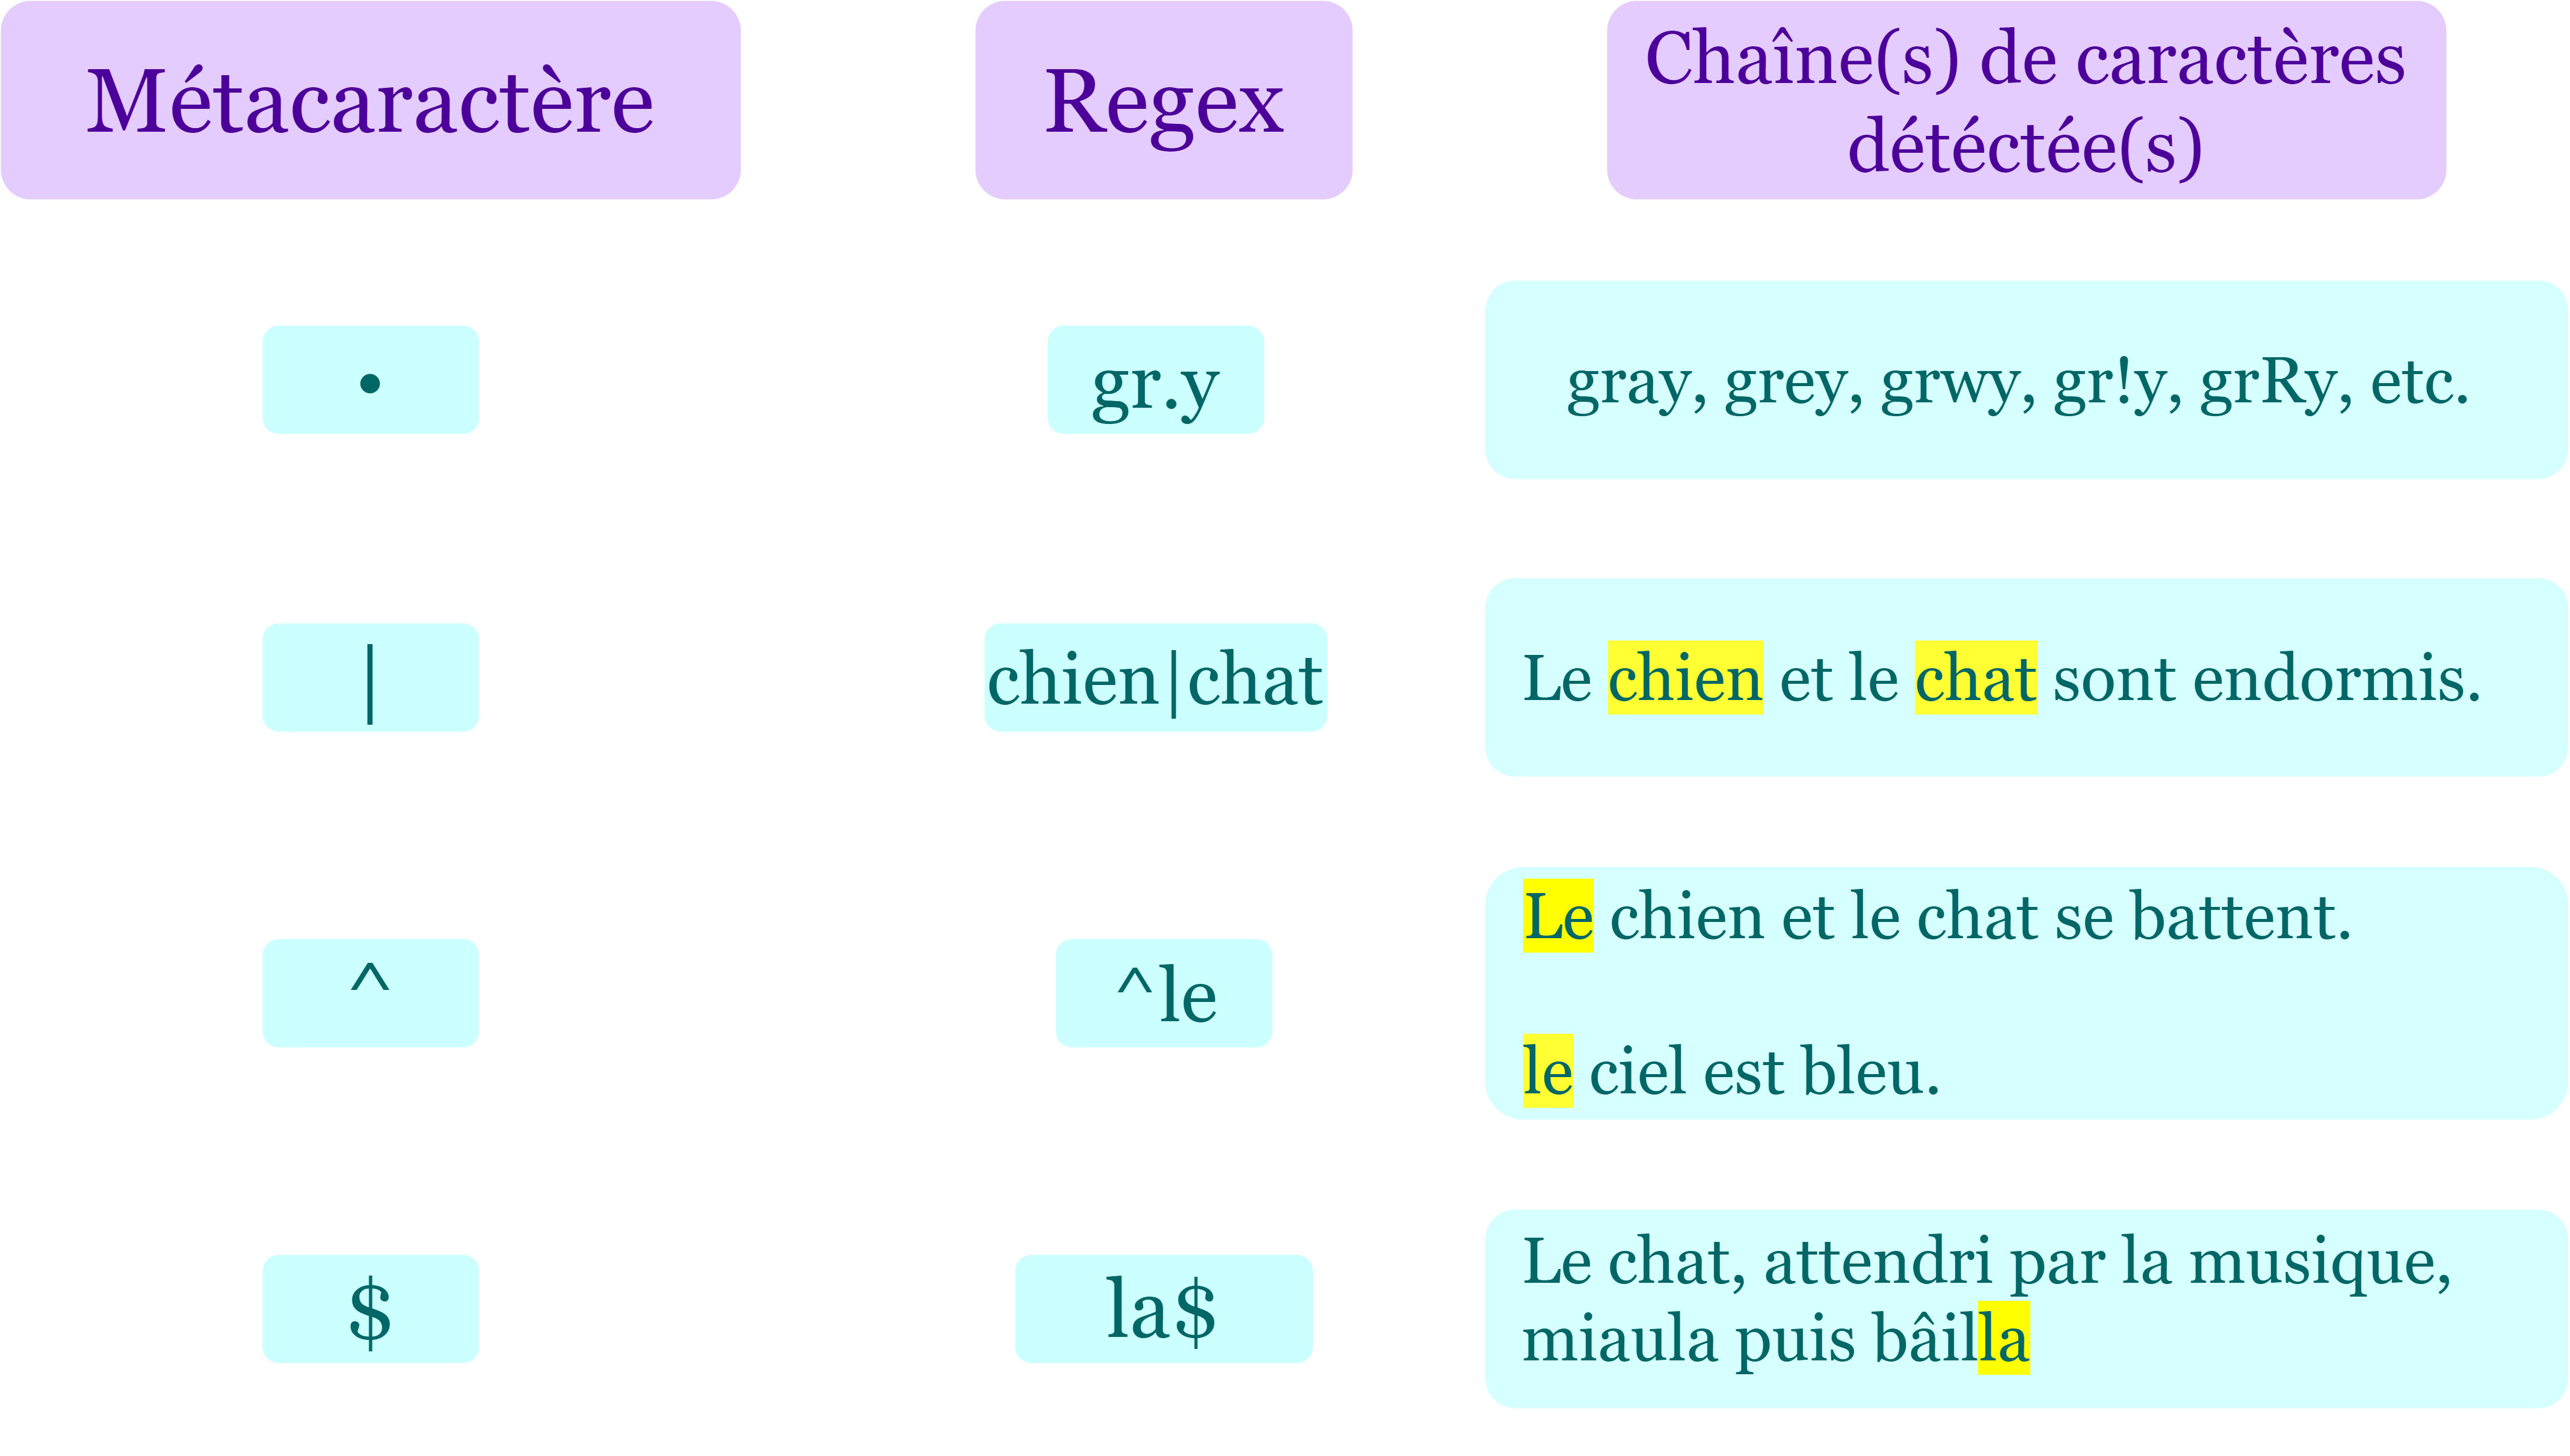 Métacaractère
Regex
Chaîne(s) de caractères
détéctée(s)
.
gr.y
gray, grey, grwy, gr!y, grRy, etc.
|
chien|chat
Le chien et le chat sont endormis.
^
^le
Le chien et le chat se battent.
le ciel est bleu.
$
la$
Le chat, attendri par la musique,
miaula puis bâilla